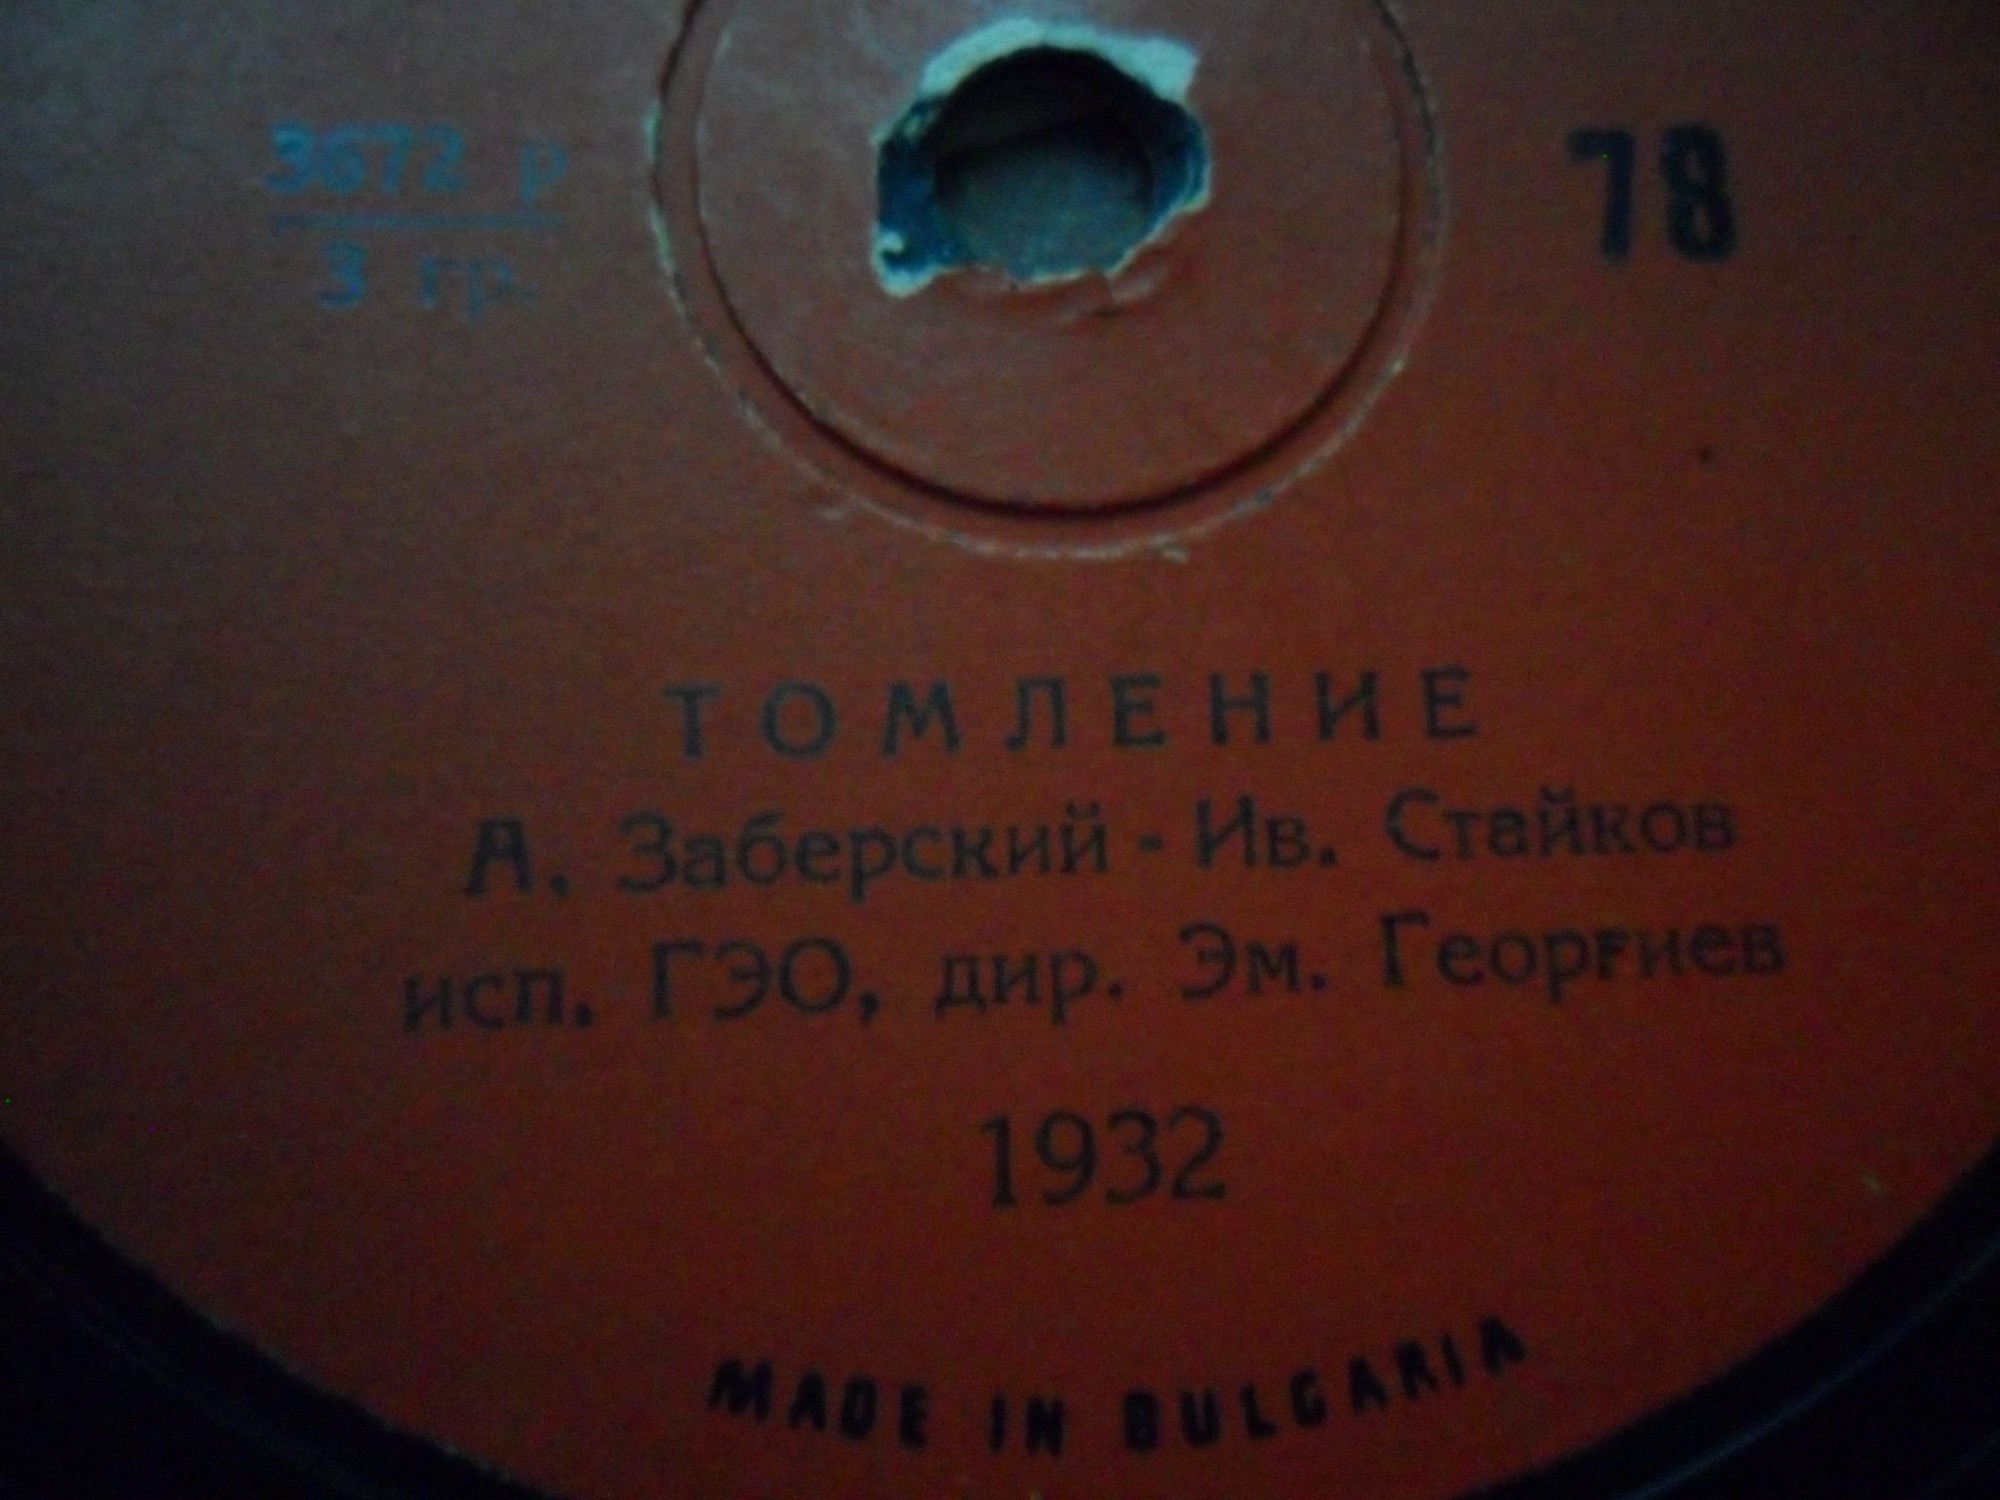 3672 р
3 гр.
78
ТОМЛЕНИЕ
А. Заберский - Ив. Стайков
исп. ГЭО, дир. Эм. Георгиев
1932
MADE IN BULGARIA